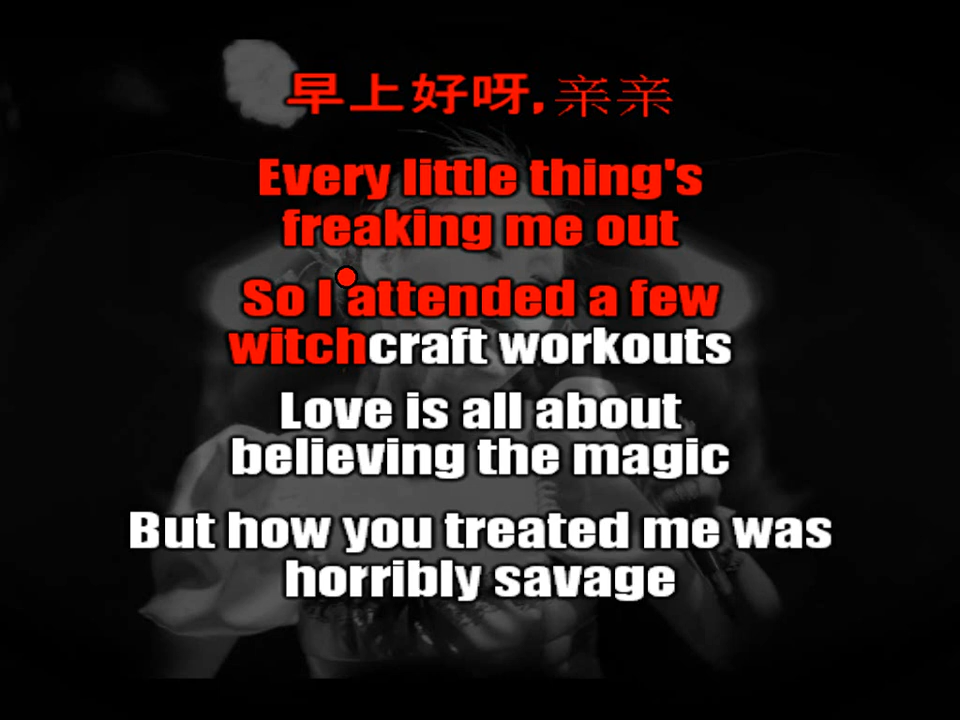 早上好呀,亲亲
Every little thing's
freaking me out
So I attended a few
witchcraft workouts
Love is all about
believing the magic
But how you treated me was
horribly savage